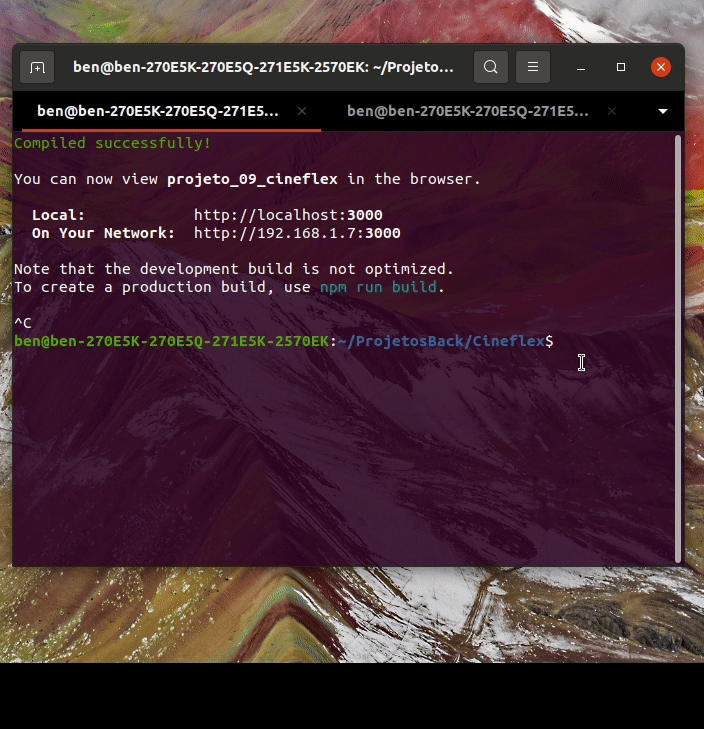 ben@ben-270E5K-270E5Q-271E5K-2570EK: ~/Projeto...
ben@ben-270E5K-270E5Q-271E5...
ben@ben-270E5K-270E5Q-271E5...
Compiled successfully!
You can now view projeto_09_cineflex in the browser.
Local: http://localhost:3000
On Your Network: http://192.168.1.7:3000
Note that the development build is not optimized.
To create a production build, use npm run build.
^C
ben@ben-270E5K-270E5Q-271E5K-2570EK:~/ProjetosBack/Cineflex$